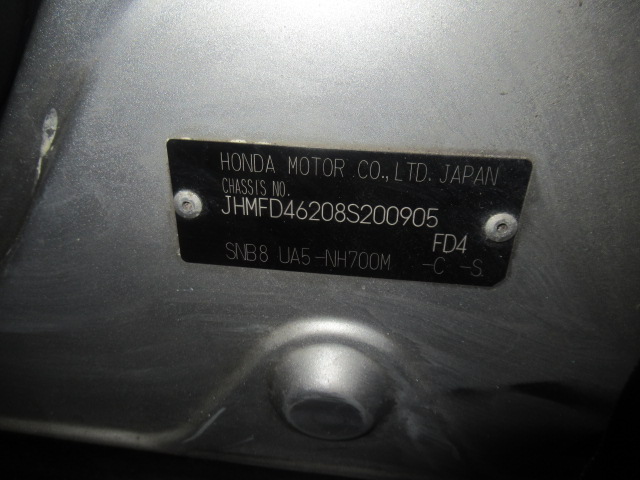 HONDA MOTOR CO., LTD. JAPAN
CHASSIS NO.
JHMFD46208S200905
FD4
SNB8 UA5-NH700M -C -S